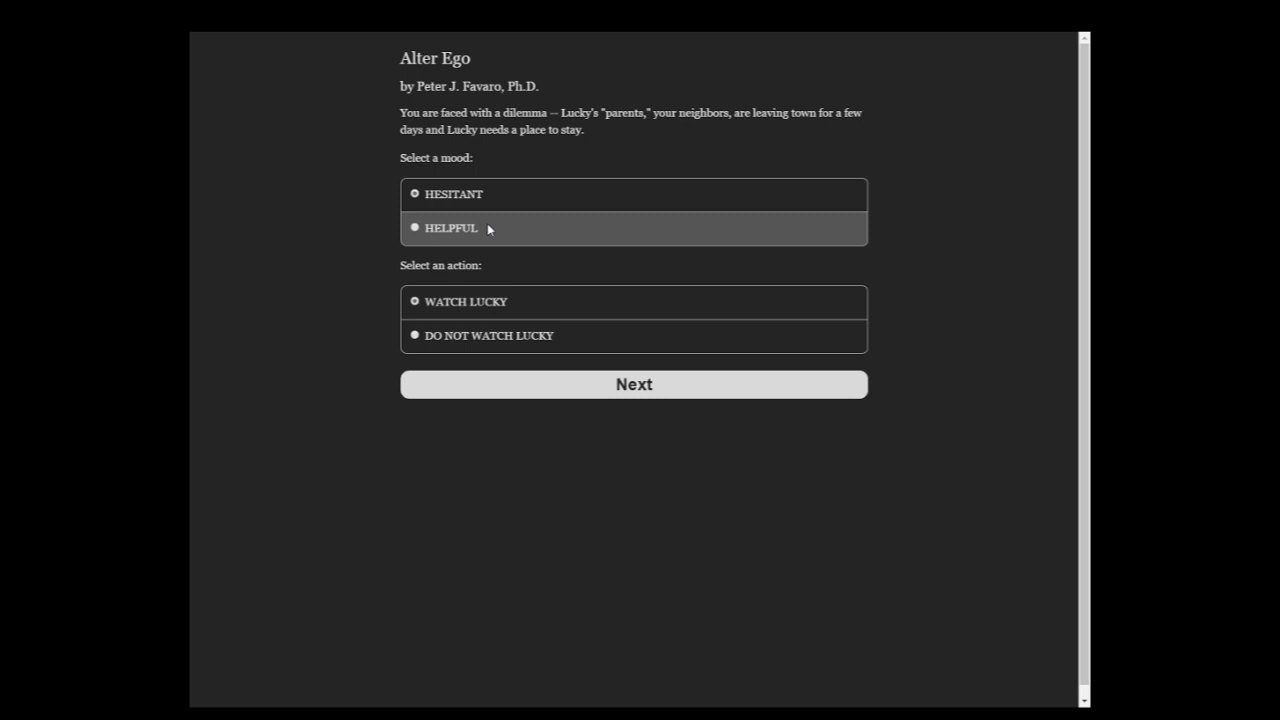 Alter Ego
by Peter J. Favaro, Ph.D.
You are faced with a dilemma — Lucky's "parents," your neighbors, are leaving town for a few
days and Lucky needs a place to stay.
Select a mood:
HESITANT
HELPFUL
Select an action:
WATCH LUCKY
DO NOT WATCH LUCKY
Next